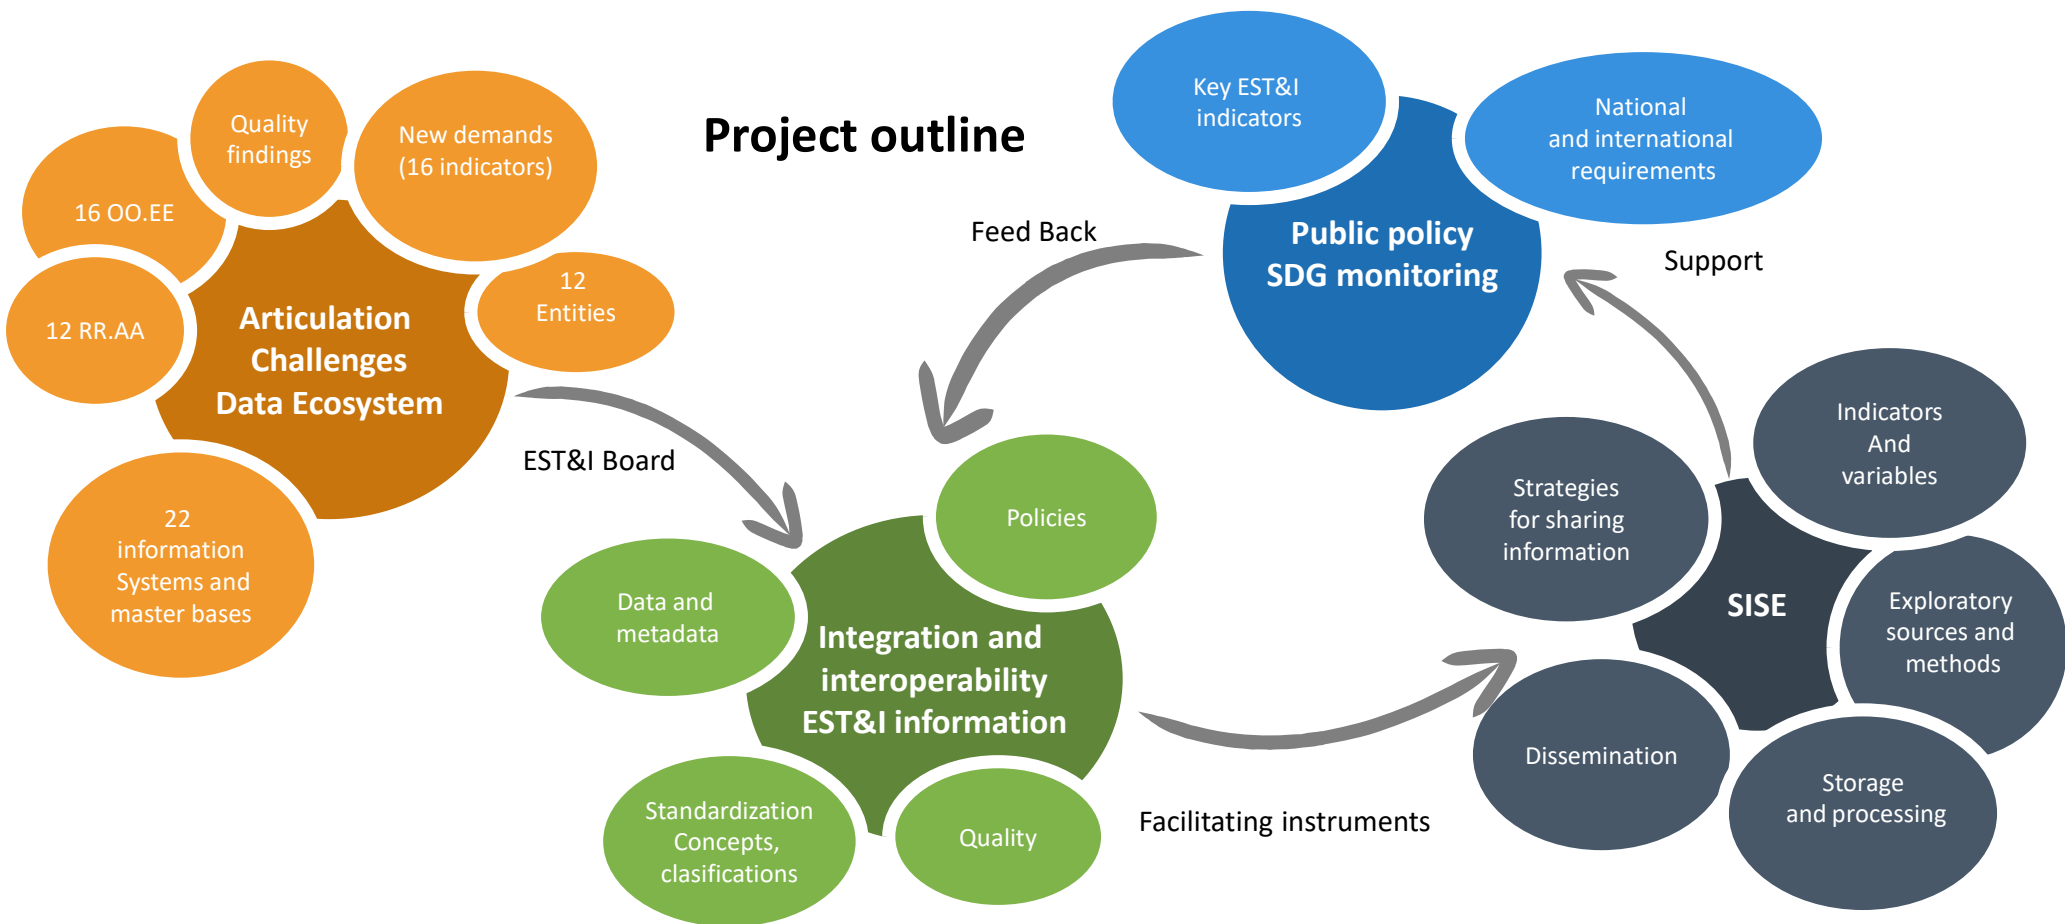 Project outline
Quality
findings
New demands
(16 indicators)
16 OO.EE
12 RR.AA
12
Entities
Articulation
Challenges
Data Ecosystem
22
information
Systems and
master bases
EST&I Board
Feed Back
Key EST&I
indicators
National
and international
requirements
Public policy
SDG monitoring
Support
Policies
Data and
metadata
Integration and
interoperability
EST&I information
Standardization
Concepts,
clasifications
Quality
Facilitating instruments
Indicators
And
variables
Strategies
for sharing
information
SISE
Exploratory
sources and
methods
Dissemination
Storage
and processing